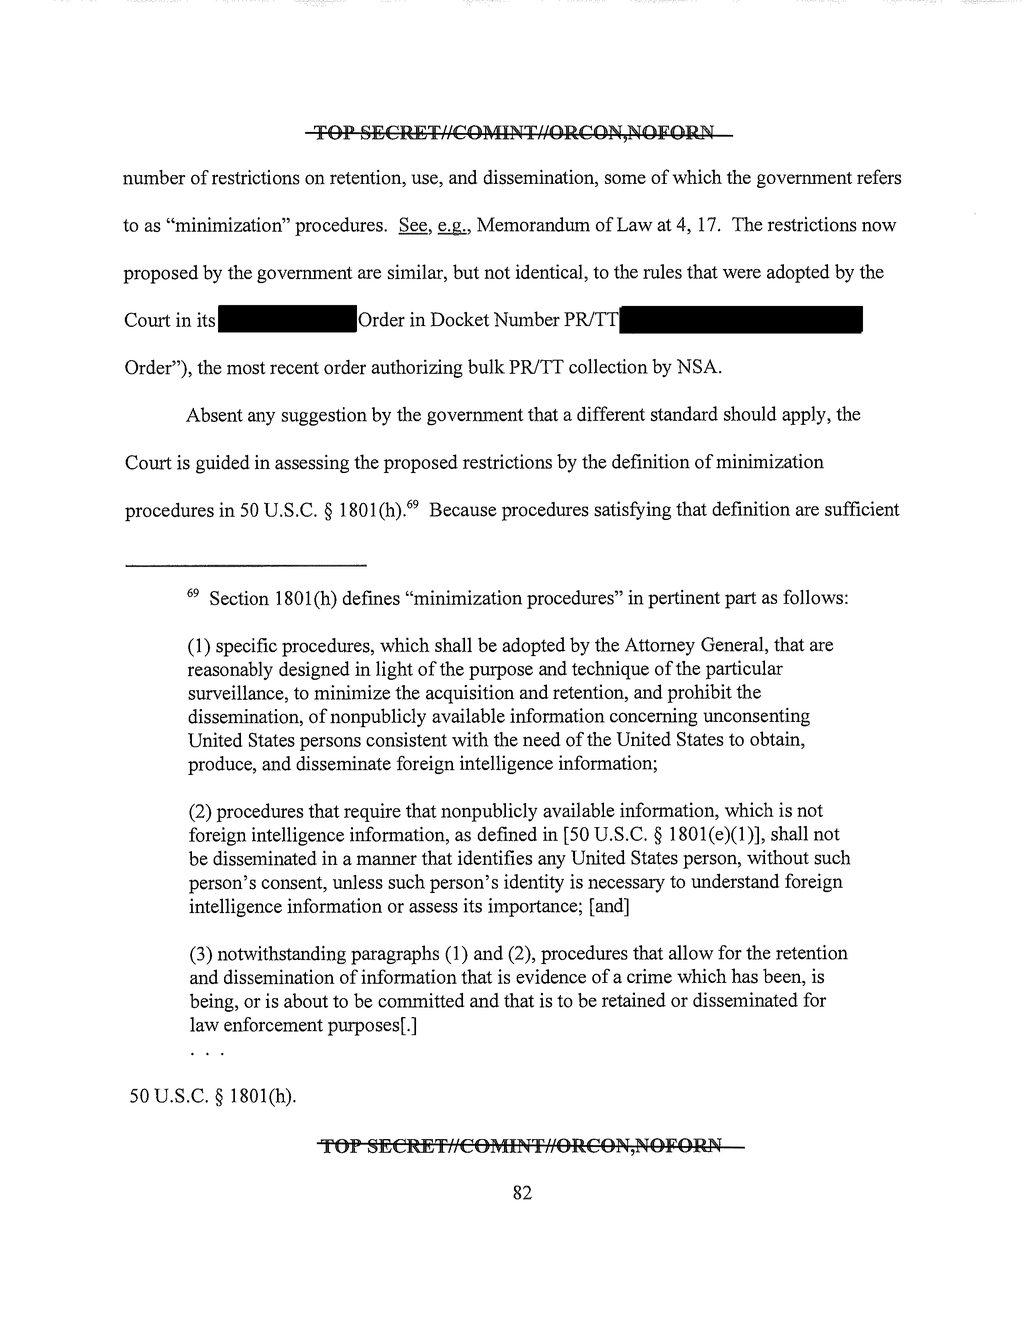 TOP SECRET//COMINT//ORCON,NOFORN
number of restrictions on retention, use, and dissemination, some of which the government refers
to as “minimization” procedures. See, e.g., Memorandum of Law at 4, 17. The restrictions now
proposed by the government are similar, but not identical, to the rules that were adopted by the
Court in its Order in Docket Number PR/TT
Order”), the most recent order authorizing bulk PR/TT collection by NSA.
Absent any suggestion by the government that a different standard should apply, the
Court is guided in assessing the proposed restrictions by the definition of minimization
procedures in 50 U.S.C. § 1801(h).69 Because procedures satisfying that definition are sufficient
69 Section 1801(h) defines “minimization procedures” in pertinent part as follows:
(1) specific procedures, which shall be adopted by the Attorney General, that are
reasonably designed in light of the purpose and technique of the particular
surveillance, to minimize the acquisition and retention, and prohibit the
dissemination, of nonpublicly available information concerning unconsenting
United States persons consistent with the need of the United States to obtain,
produce, and disseminate foreign intelligence information;
(2) procedures that require that nonpublicly available information, which is not
foreign intelligence information, as defined in [50 U.S.C. § 1801(e)(1)], shall not
be disseminated in a manner that identifies any United States person, without such
person’s consent, unless such person’s identity is necessary to understand foreign
intelligence information or assess its importance; [and]
(3) notwithstanding paragraphs (1) and (2), procedures that allow for the retention
and dissemination of information that is evidence of a crime which has been, is
being, or is about to be committed and that is to be retained or disseminated for
law enforcement purposes[.]
. . .
50 U.S.C. § 1801(h).
TOP SECRET//COMINT//ORCON,NOFORN
82